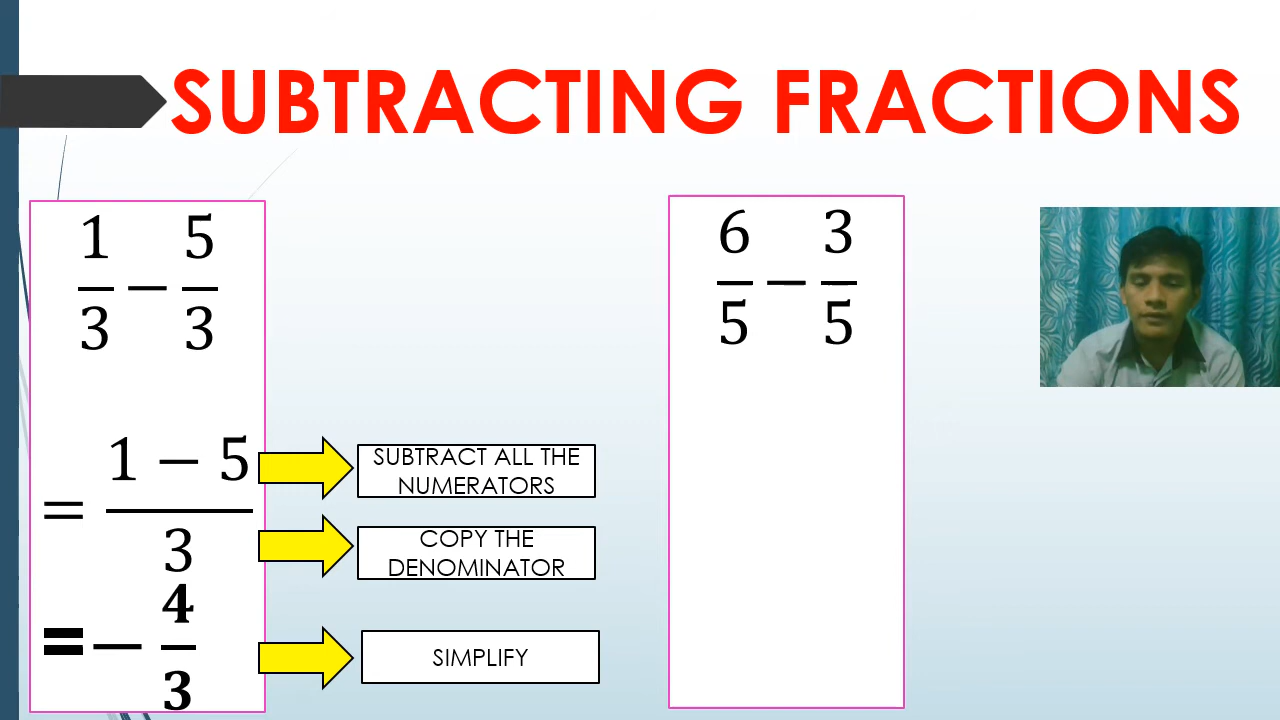 SUBTRACTING FRACTIONS
1/3 − 5/3
= (1 − 5)/3
SUBTRACT ALL THE
NUMERATORS
COPY THE
DENOMINATOR
= − 4/3
SIMPLIFY
6/5 − 3/5